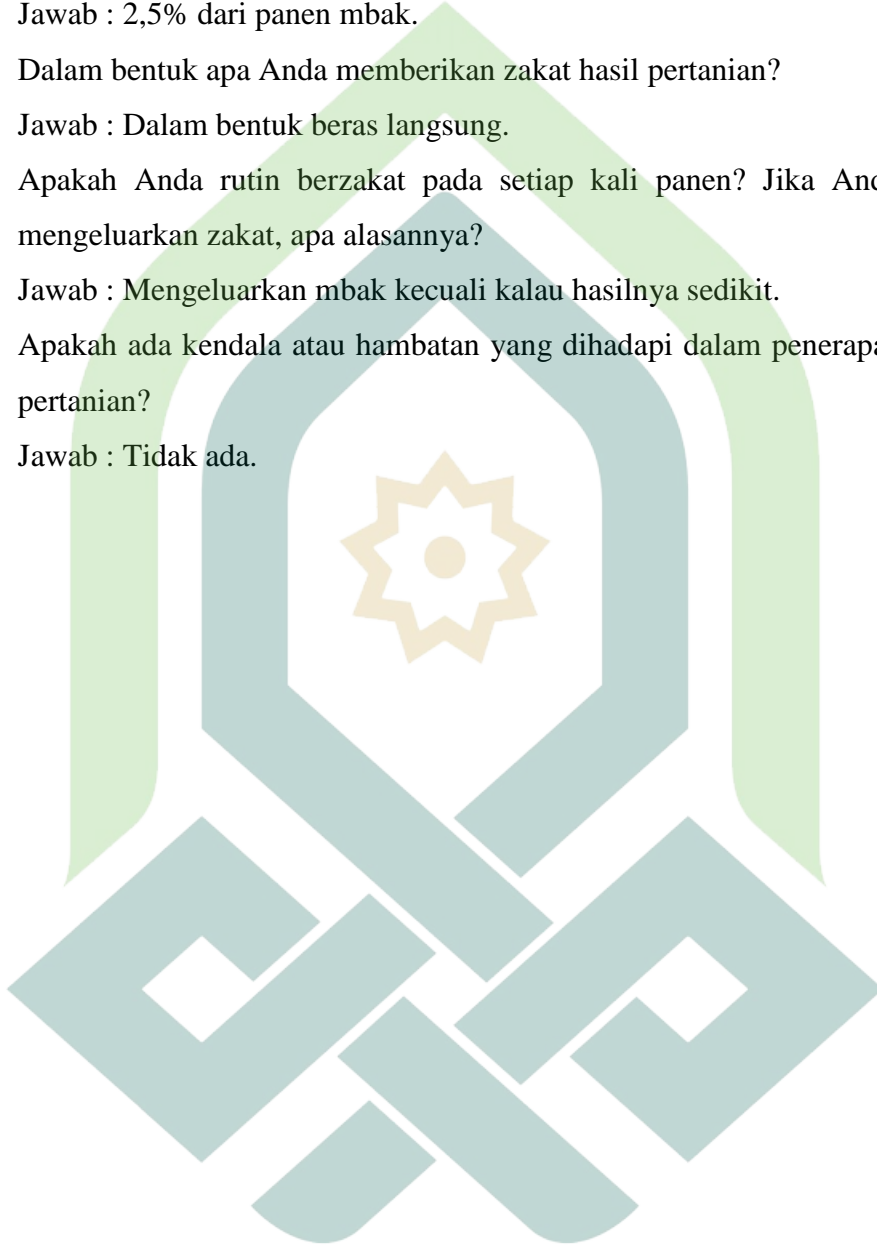 Jawab : 2,5% dari panen mbak.
Dalam bentuk apa Anda memberikan zakat hasil pertanian?
Jawab : Dalam bentuk beras langsung.
Apakah Anda rutin berzakat pada setiap kali panen? Jika
mengeluarkan zakat, apa alasannya?
Jawab : Mengeluarkan mbak kecuali kalau hasilnya sedikit.
Apakah ada kendala atau hambatan yang dihadapi dalam
pertanian?
Jawab : Tidak ada.